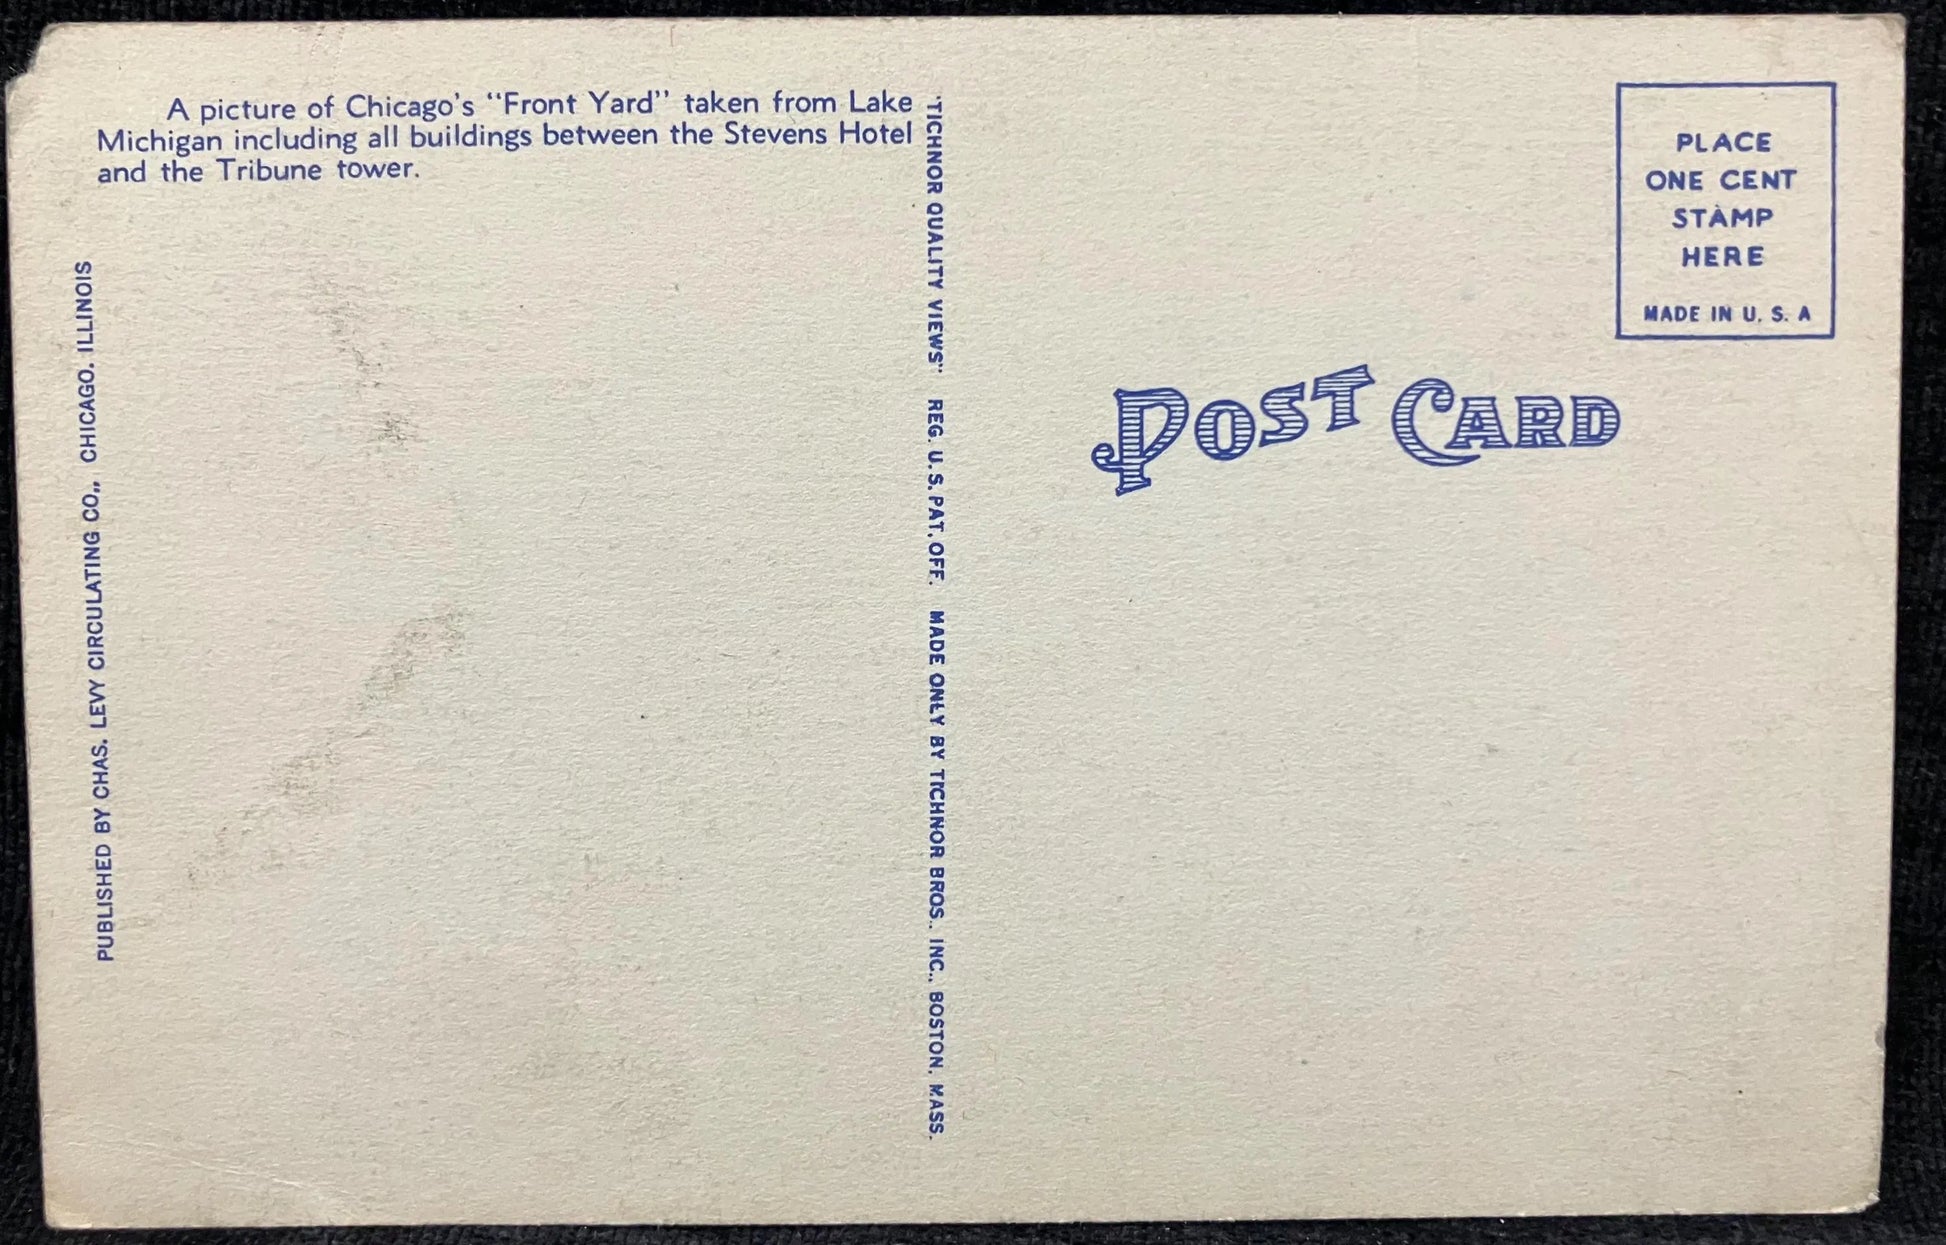 A picture of Chicago's "Front Yard" taken from Lake
Michigan including all buildings between the Stevens Hotel
and the Tribune tower.
PUBLISHED BY CHAS. LEVY CIRCULATING CO., CHICAGO. ILLINOIS
"TICHNOR QUALITY VIEWS" REG. U. S. PAT. OFF. MADE ONLY BY TICHNOR BROS., INC., BOSTON, MASS.
PLACE
ONE CENT
STAMP
HERE
MADE IN U. S. A
POST CARD